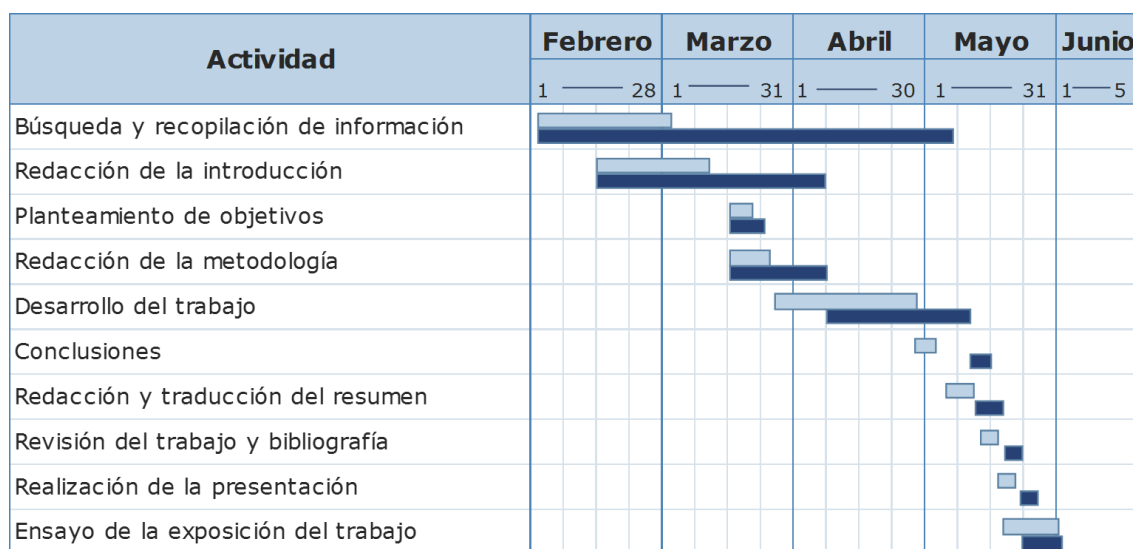 Actividad
Febrero Marzo Abril Mayo Junio
1 28 1 31 1 30 1 31 1 5
Búsqueda y recopilación de información
Redacción de la introducción
Planteamiento de objetivos
Redacción de la metodología
Desarrollo del trabajo
Conclusiones
Redacción y traducción del resumen
Revisión del trabajo y bibliografía
Realización de la presentación
Ensayo de la exposición del trabajo